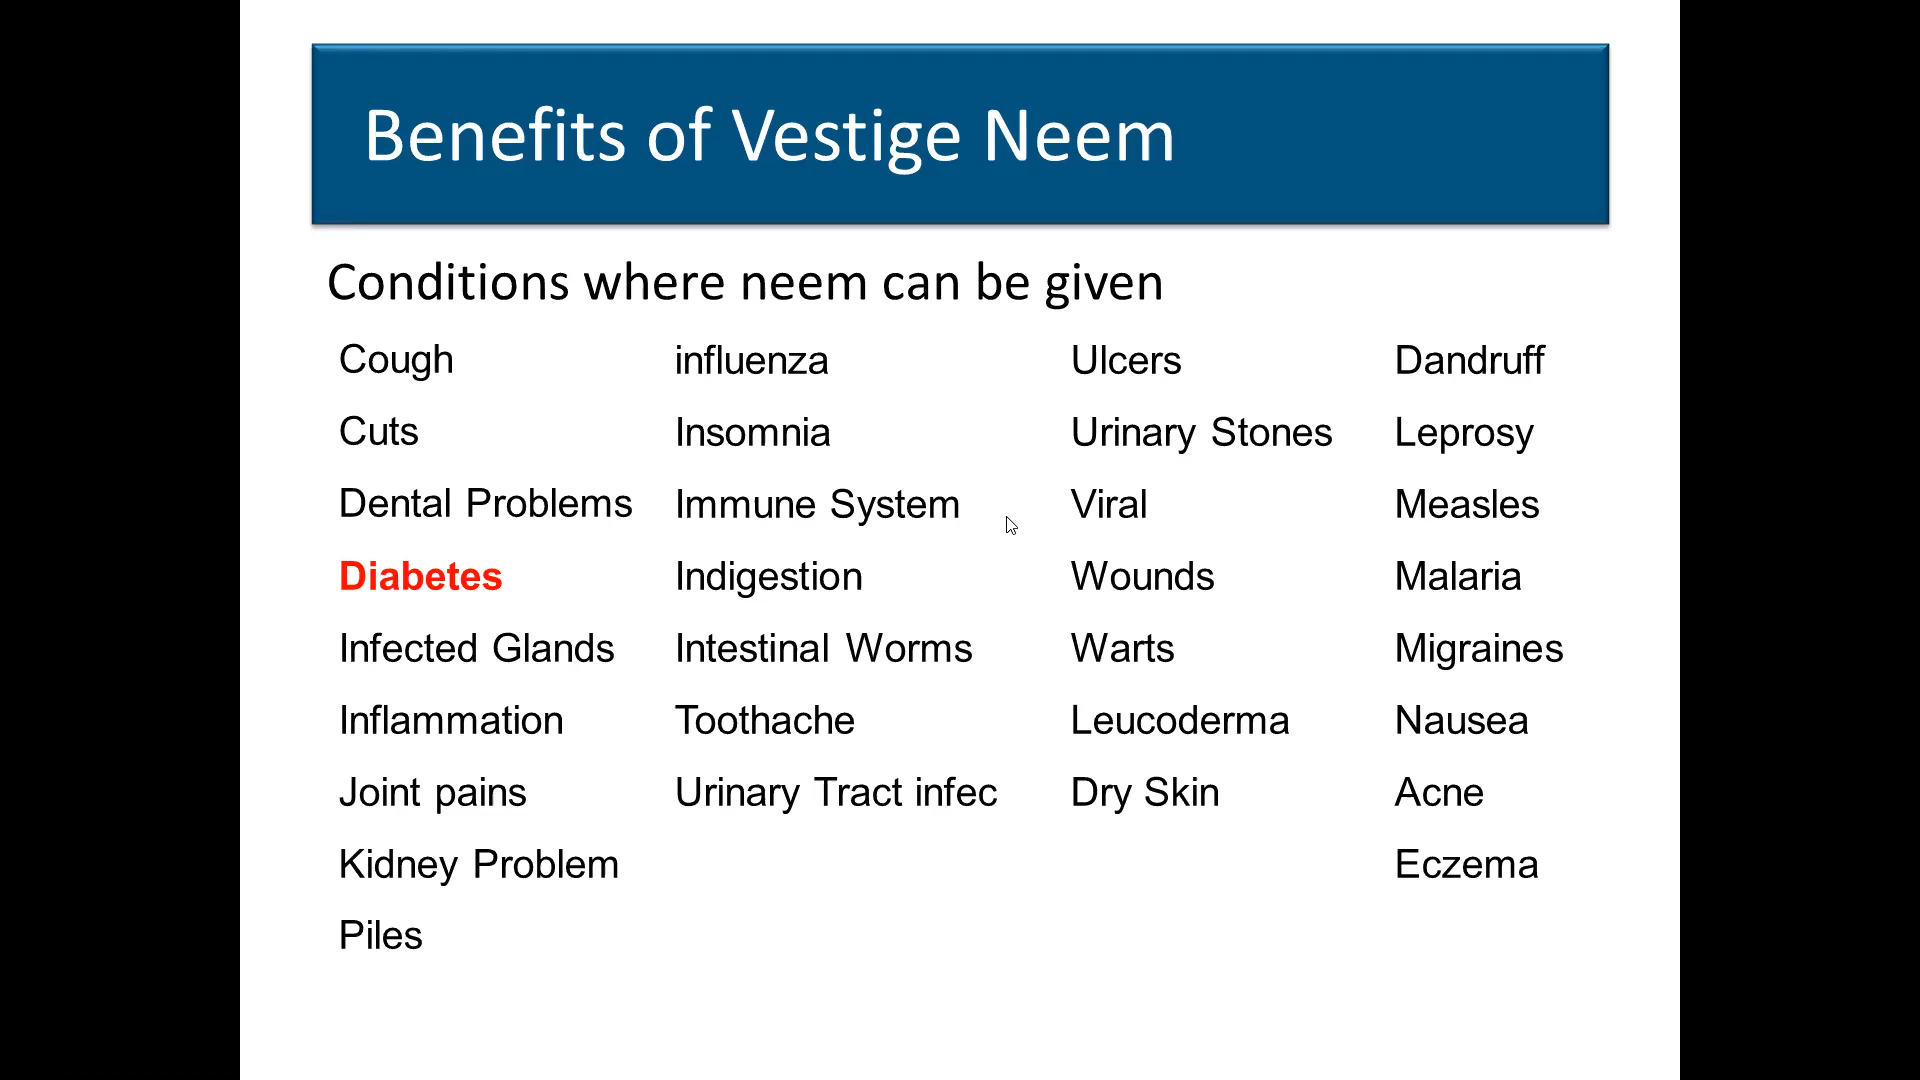 Benefits of Vestige Neem
Conditions where neem can be given
Cough influenza Ulcers Dandruff
Cuts Insomnia Urinary Stones Leprosy
Dental Problems Immune System Viral Measles
Diabetes Indigestion Wounds Malaria
Infected Glands Intestinal Worms Warts Migraines
Inflammation Toothache Leucoderma Nausea
Joint pains Urinary Tract infec Dry Skin Acne
Kidney Problem Eczema
Piles